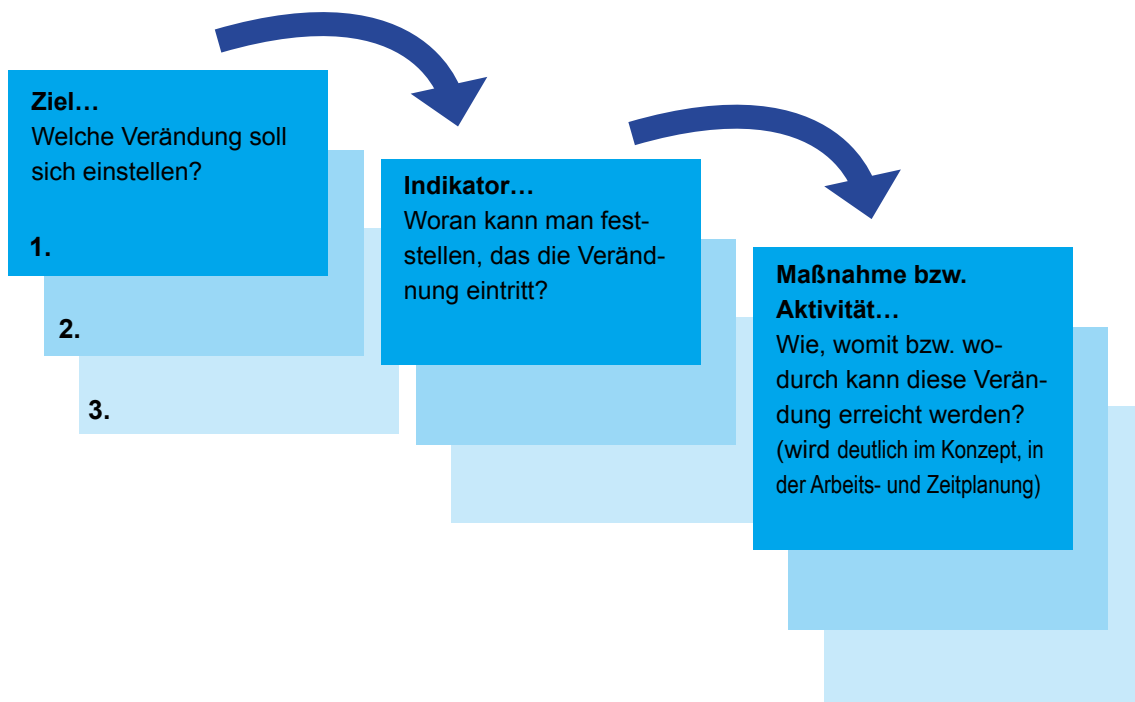 Ziel…
Welche Verändung soll
sich einstellen?
1.
2.
3.
Indikator…
Woran kann man fest-
stellen, das die Veränd-
nung eintritt?
Maßnahme bzw.
Aktivität…
Wie, womit bzw. wo-
durch kann diese Verän-
dung erreicht werden?
(wird deutlich im Konzept, in
der Arbeits- und Zeitplanung)